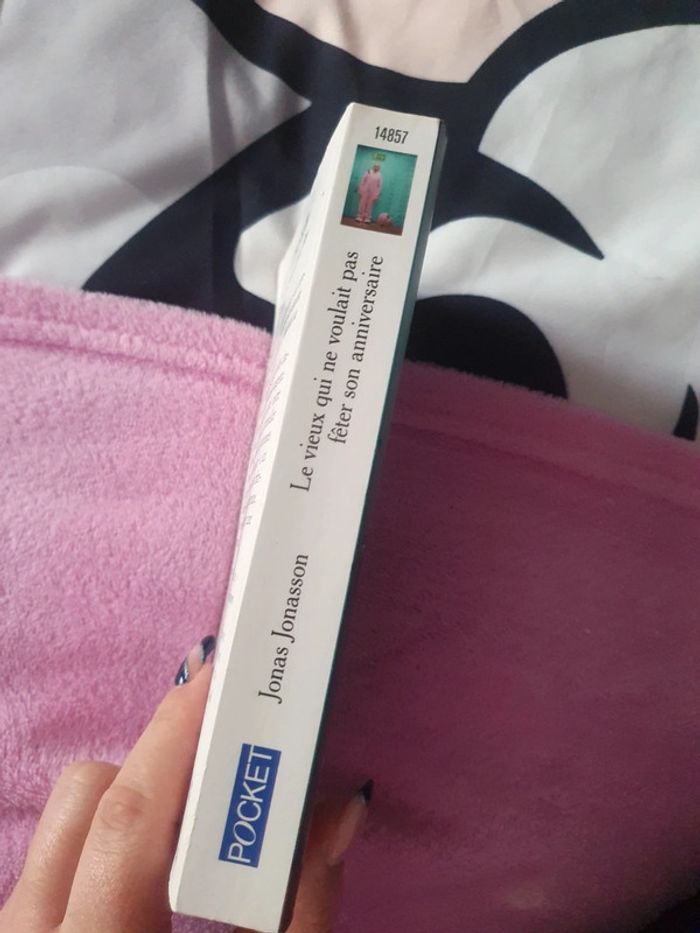 14857
Le vieux qui ne voulait pas
fêter son anniversaire
Jonas Jonasson
POCKET